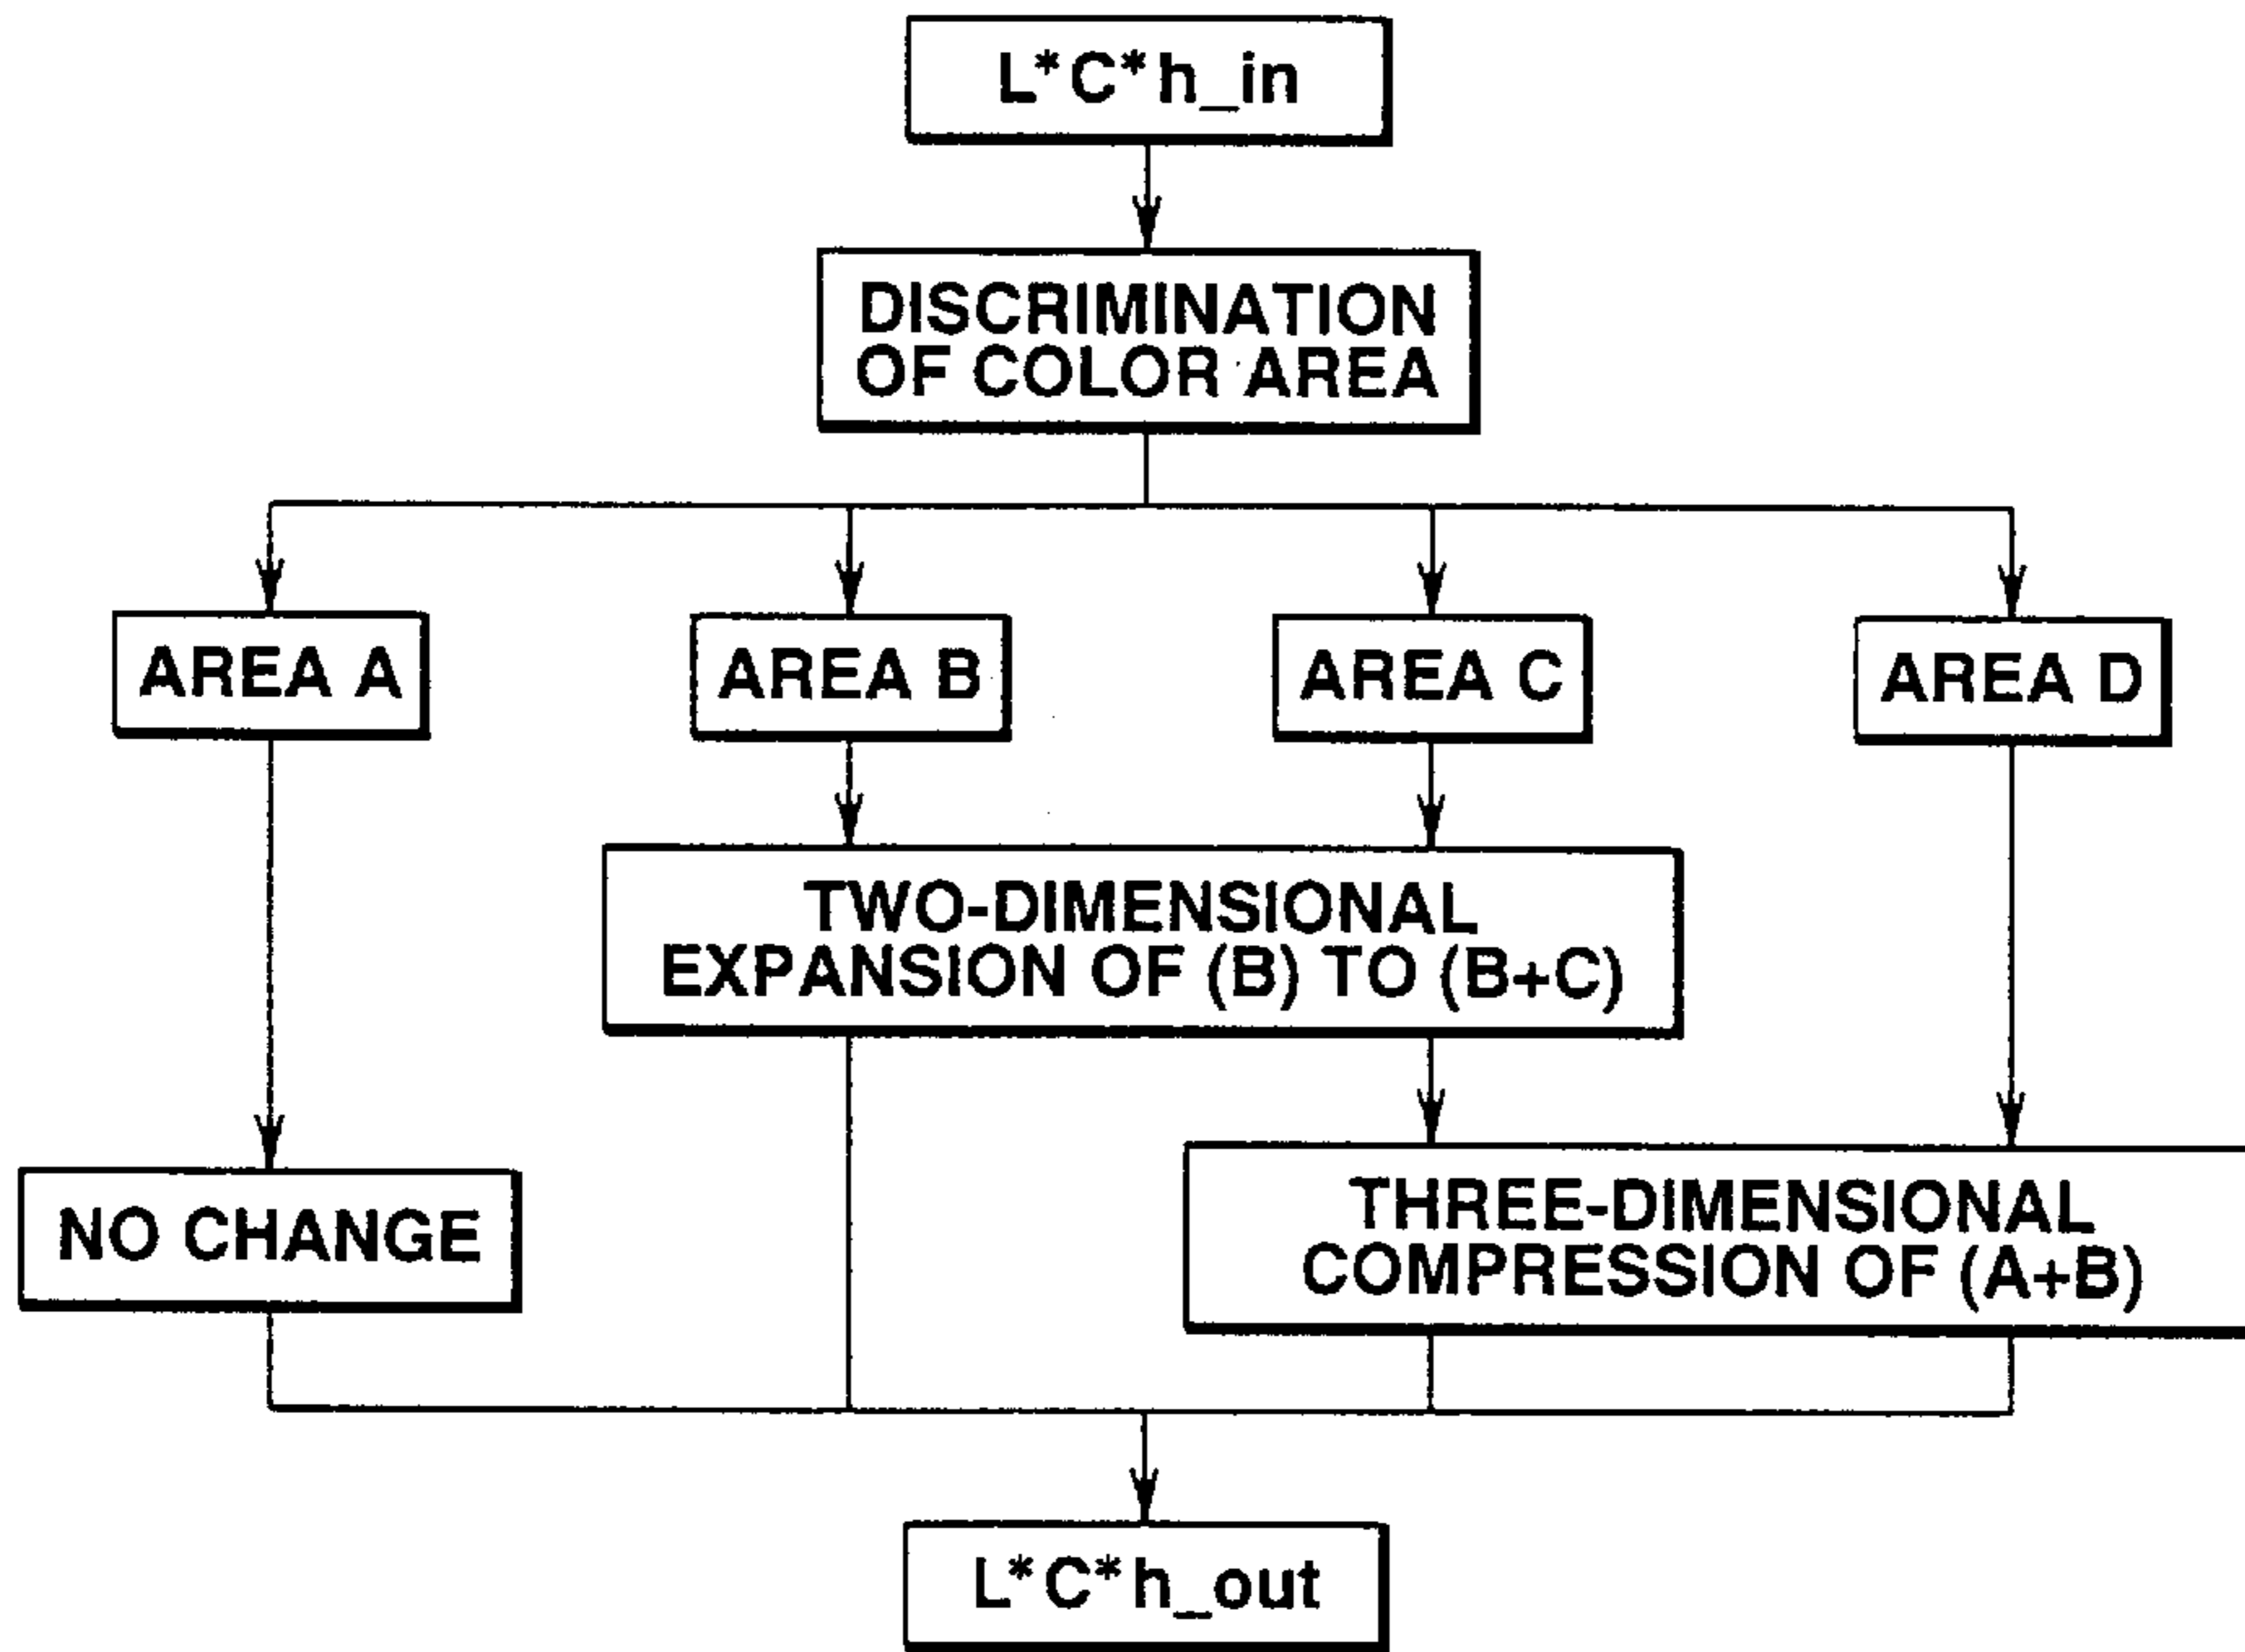 L*C*h_in
DISCRIMINATION
OF COLOR AREA
AREA A
AREA B
AREA C
AREA D
TWO-DIMENSIONAL
EXPANSION OF (B) TO (B+C)
NO CHANGE
THREE-DIMENSIONAL
COMPRESSION OF (A+B)
L*C*h_out